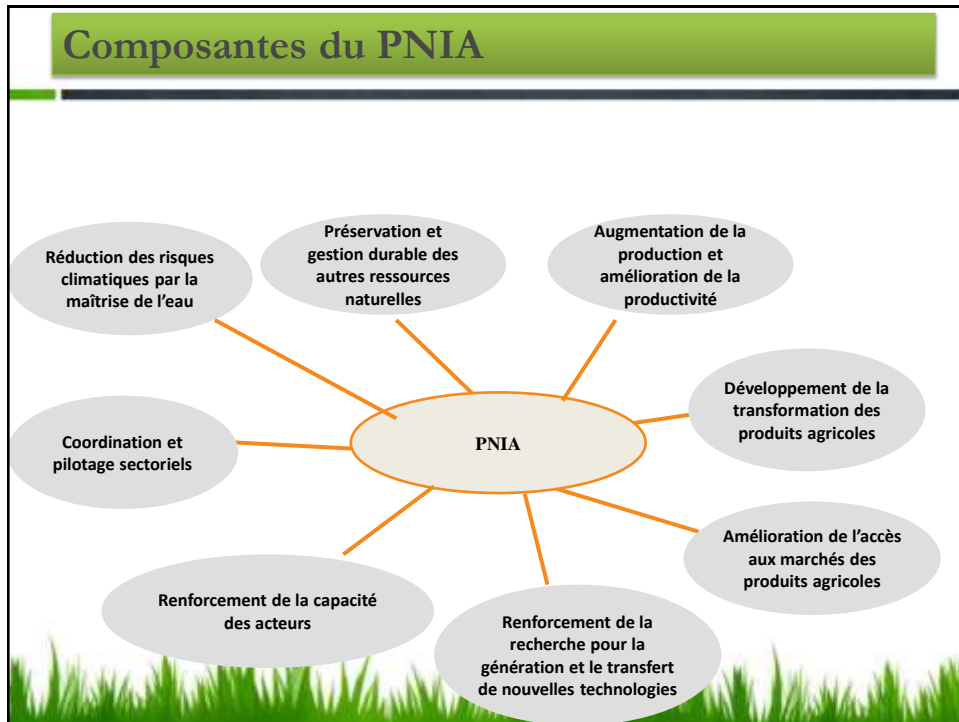 Composantes du PNIA
Réduction des risques
climatiques par la
maîtrise de l’eau
Préservation et
gestion durable des
autres ressources
naturelles
Augmentation de la
production et
amélioration de la
productivité
Développement de la
transformation des
produits agricoles
PNIA
Coordination et
pilotage sectoriels
Amélioration de l’accès
aux marchés des
produits agricoles
Renforcement de la capacité
des acteurs
Renforcement de la
recherche pour la
génération et le transfert
de nouvelles technologies